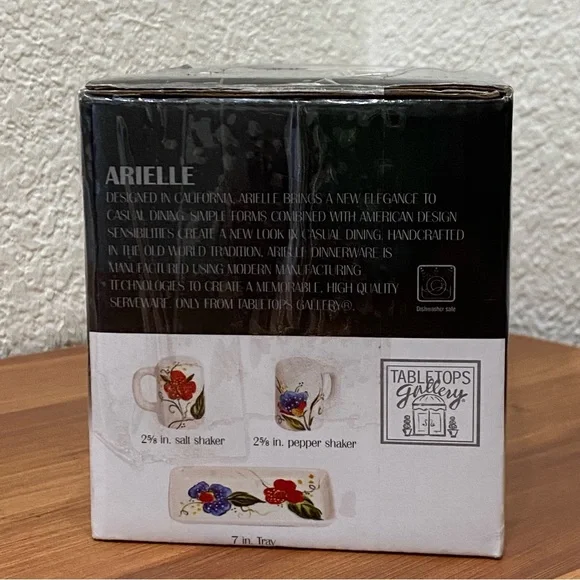 ARIELLE
DESIGNED IN CALIFORNIA, ARIELLE BRINGS A NEW ELEGANCE TO
CASUAL DINING. SIMPLE FORMS COMBINED WITH AMERICAN DESIGN
SENSIBILITIES CREATE A NEW LOOK IN CASUAL DINING. HANDCRAFTED
IN THE OLD WORLD TRADITION, ARIELLE DINNERWARE IS
MANUFACTURED USING MODERN MANUFACTURING
TECHNOLOGIES TO CREATE A MEMORABLE, HIGH QUALITY
SERVEWARE. ONLY FROM TABLETOPS GALLERY®.
Dishwasher safe
TABLETOPS
Gallery®
2⅝ in. salt shaker
2⅝ in. pepper shaker
7 in. Tray